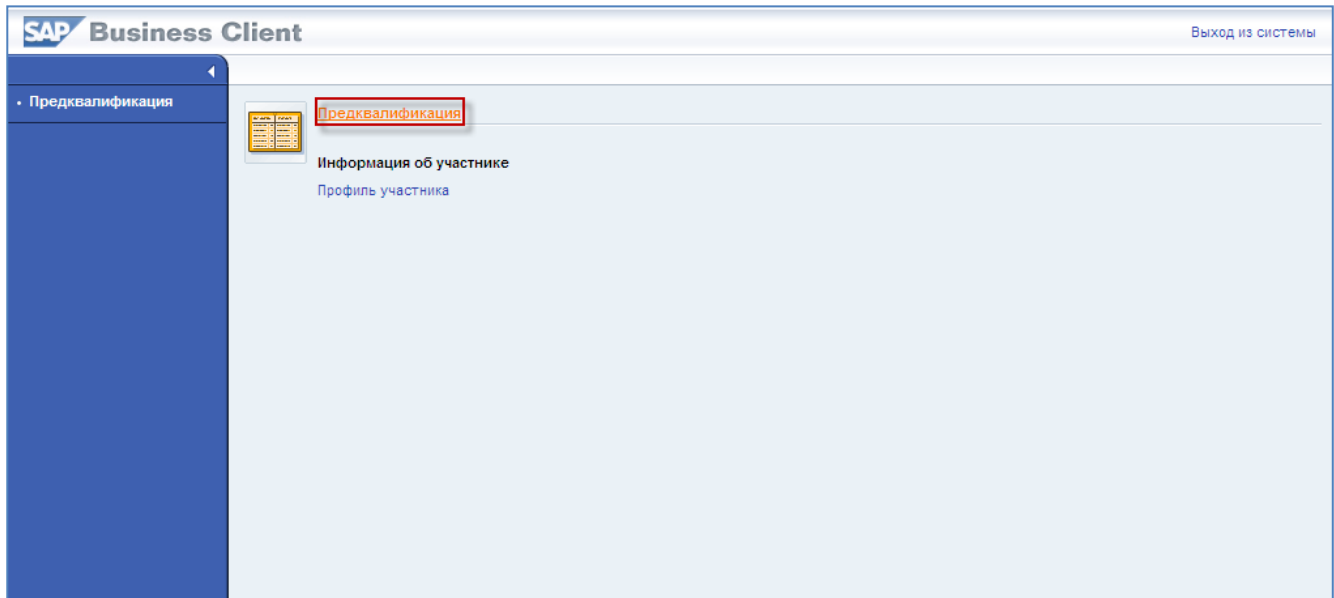 SAP Business Client
Выход из системы
• Предквалификация
Предквалификация
Информация об участнике
Профиль участника